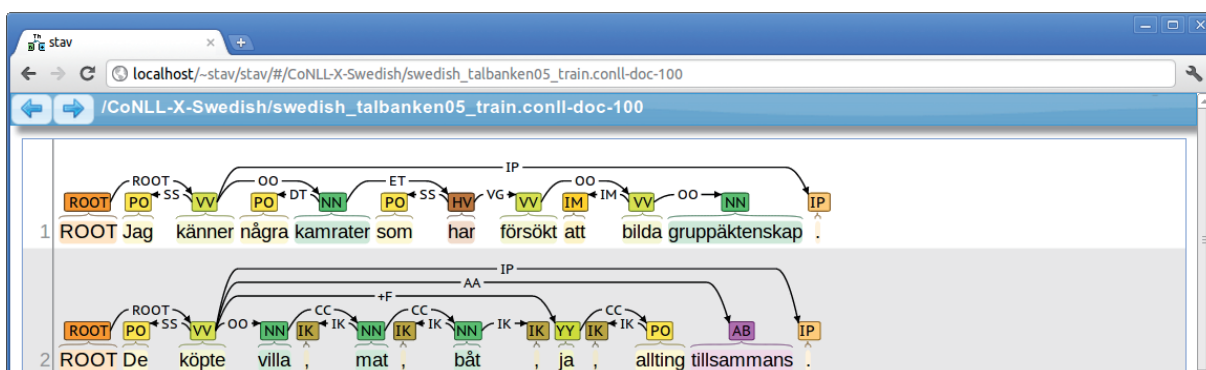 stav
localhost/~stav/stav/#/CoNLL-X-Swedish/swedish_talbanken05_train.conll-doc-100
/CoNLL-X-Swedish/swedish_talbanken05_train.conll-doc-100
IP
ROOT SS OO DT ET SS VG OO IM OO
ROOT PO VV PO NN PO HV VV IM VV NN IP
1 ROOT Jag känner några kamrater som har försökt att bilda gruppäktenskap .
IP
AA
+F
ROOT SS OO CC IK CC IK IK CC IK
ROOT PO VV NN IK NN IK NN IK YY IK PO AB IP
2 ROOT De köpte villa , mat , båt , ja , allting tillsammans .